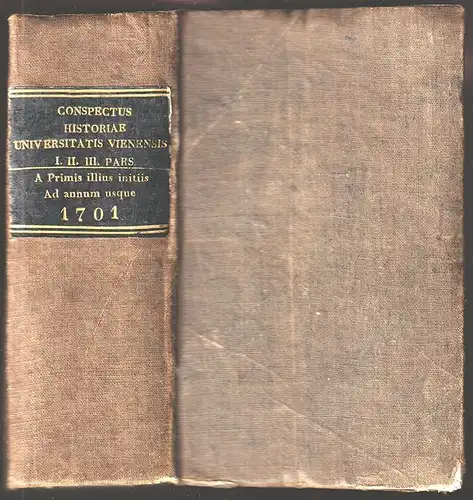 CONSPECTUS
HISTORIAE
UNIVERSITATIS VIENENSIS
I. II. III. PARS
A Primis illius initiis
Ad annum usque
1701